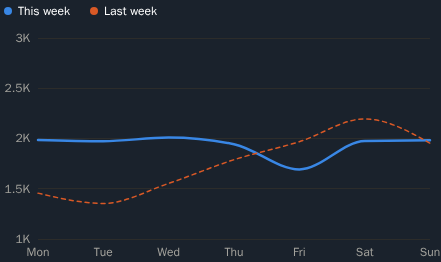 This week Last week
3K
2.5K
2K
1.5K
1K
Mon Tue Wed Thu Fri Sat Sun